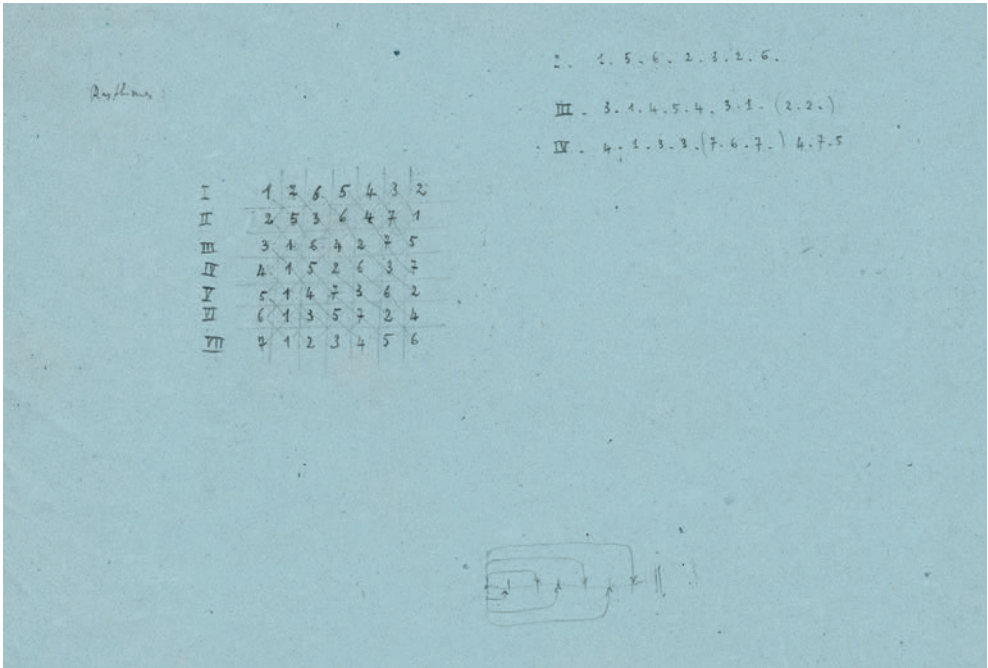 Rythmes
I. 1. 5. 6. 2. 3. 2. 6.
III. 3. 1. 4. 5. 4. 3. 1. (2. 2.)
IV. 4. 1. 3. 3. (7. 6. 7.) 4. 7. 5
I 1 7 6 5 4 3 2
II 2 5 3 6 4 7 1
III 3 1 6 4 2 7 5
IV 4 1 5 2 6 3 7
V 5 1 4 7 3 6 2
VI 6 1 3 5 7 2 4
VII 7 1 2 3 4 5 6